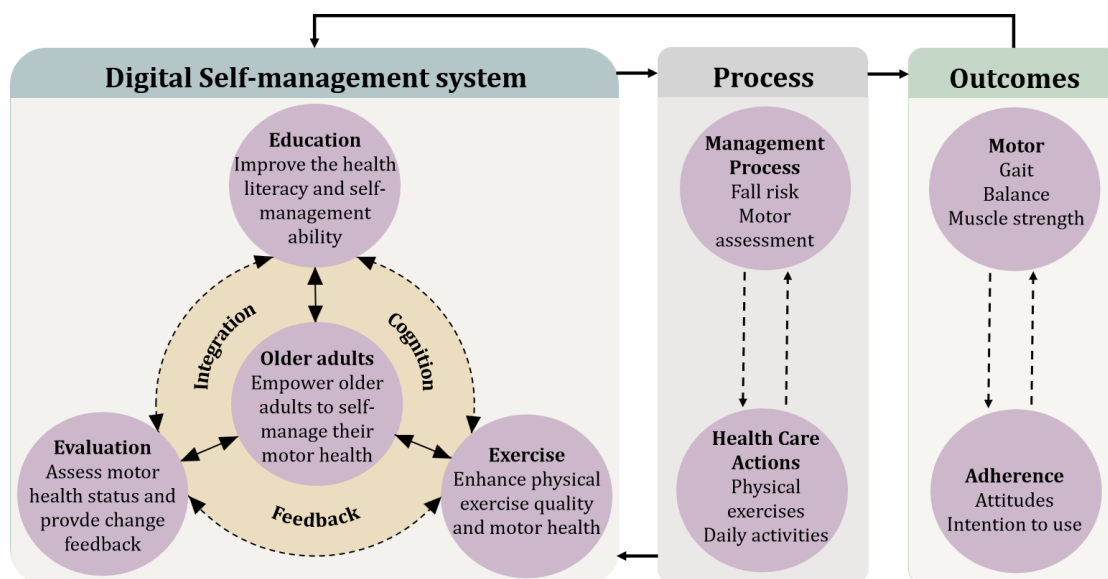 Digital Self-management system
Education
Improve the health
literacy and self-
management
ability
Integration
Cognition
Older adults
Empower older
adults to self-
manage their
motor health
Evaluation
Assess motor
health status and
provde change
feedback
Feedback
Exercise
Enhance physical
exercise quality
and motor health
Process
Management
Process
Fall risk
Motor
assessment
Health Care
Actions
Physical
exercises
Daily activities
Outcomes
Motor
Gait
Balance
Muscle strength
Adherence
Attitudes
Intention to use